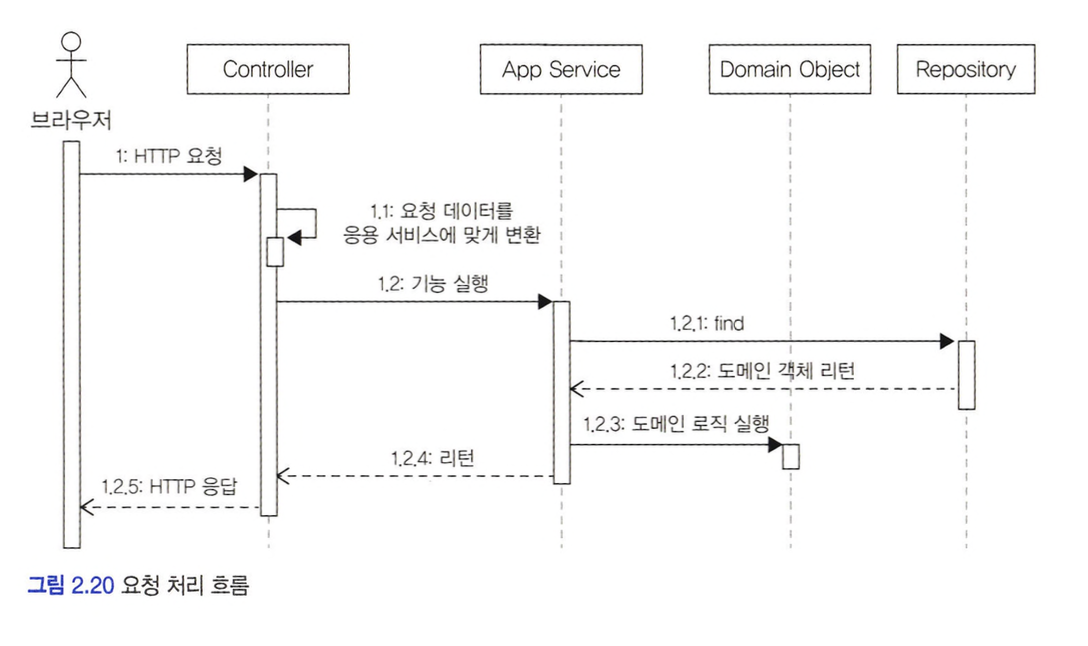 Controller
App Service
Domain Object
Repository
브라우저
1: HTTP 요청
1.1: 요청 데이터를
응용 서비스에 맞게 변환
1.2: 기능 실행
1.2.1: find
1.2.2: 도메인 객체 리턴
1.2.3: 도메인 로직 실행
1.2.4: 리턴
1.2.5: HTTP 응답
그림 2.20 요청 처리 흐름